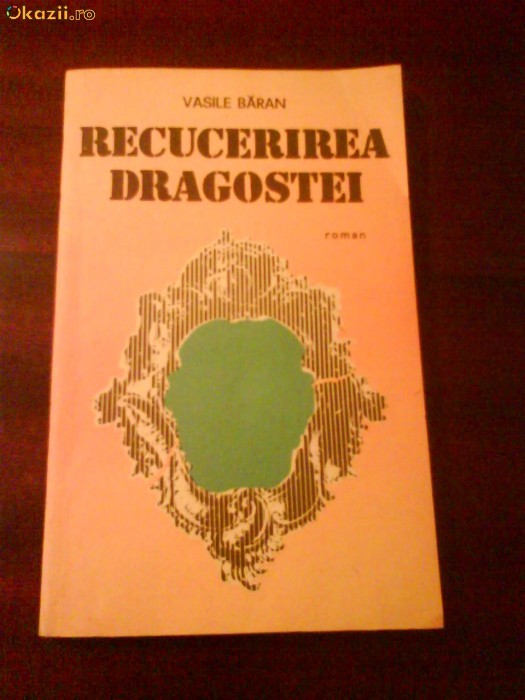 Okazii.ro
VASILE BĂRAN
RECUCERIREA
DRAGOSTEI
roman